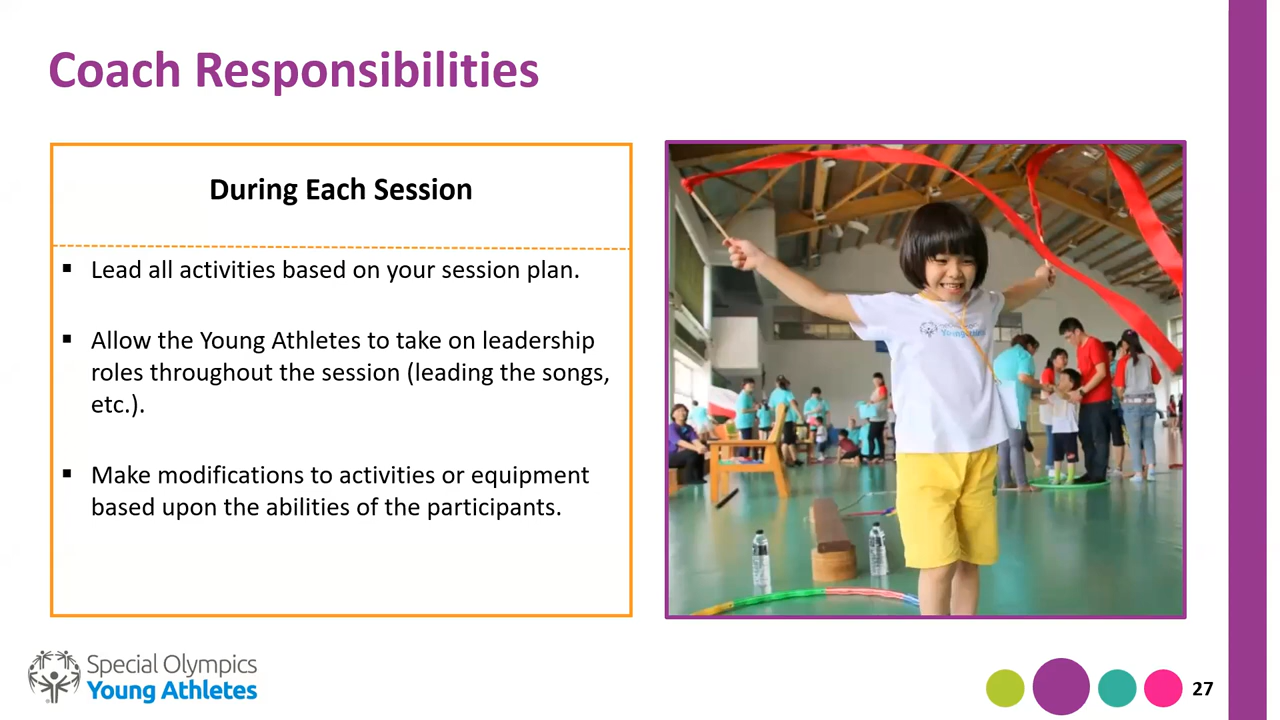 Coach Responsibilities
During Each Session
▪ Lead all activities based on your session plan.
▪ Allow the Young Athletes to take on leadership
roles throughout the session (leading the songs,
etc.).
▪ Make modifications to activities or equipment
based upon the abilities of the participants.
Young Athletes
Special Olympics
Young Athletes
27